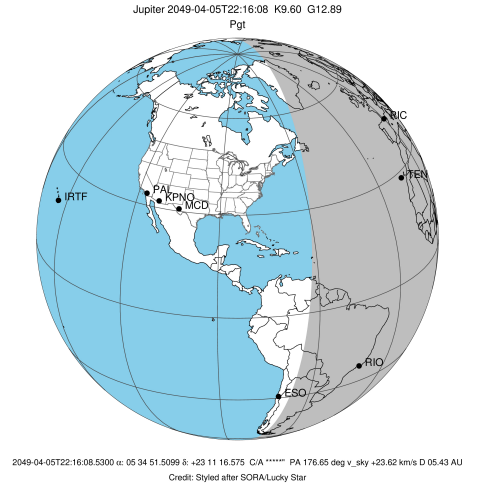 Jupiter 2049-04-05T22:16:08 K9.60 G12.89
Pgt
RIC
TEN
PAL
KPNO
MCD
IRTF
RIO
ESO
2049-04-05T22:16:08.5300 α: 05 34 51.5099 δ: +23 11 16.575 C/A *****" PA 176.65 deg v_sky +23.62 km/s D 05.43 AU
Credit: Styled after SORA/Lucky Star